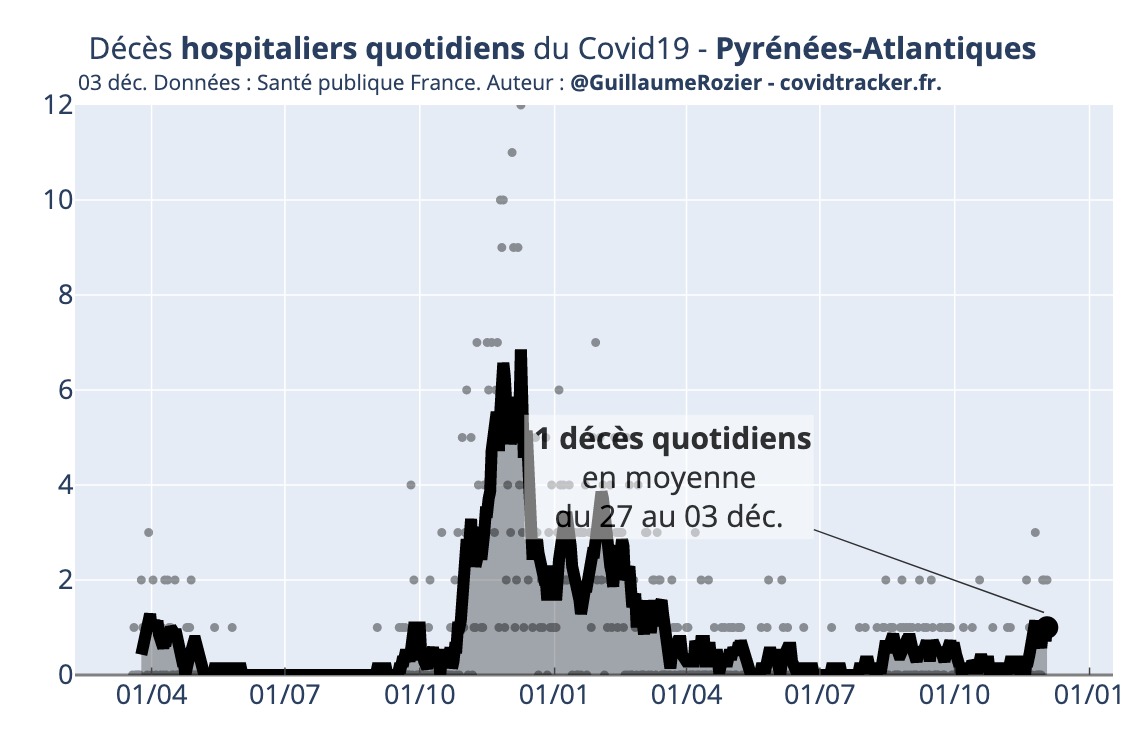 Décès hospitaliers quotidiens du Covid19 - Pyrénées-Atlantiques
03 déc. Données : Santé publique France. Auteur : @GuillaumeRozier - covidtracker.fr.
12
10
8
6
1 décès quotidiens
en moyenne
4
du 27 au 03 déc.
2
0
01/04 01/07 01/10 01/01 01/04 01/07 01/10 01/01